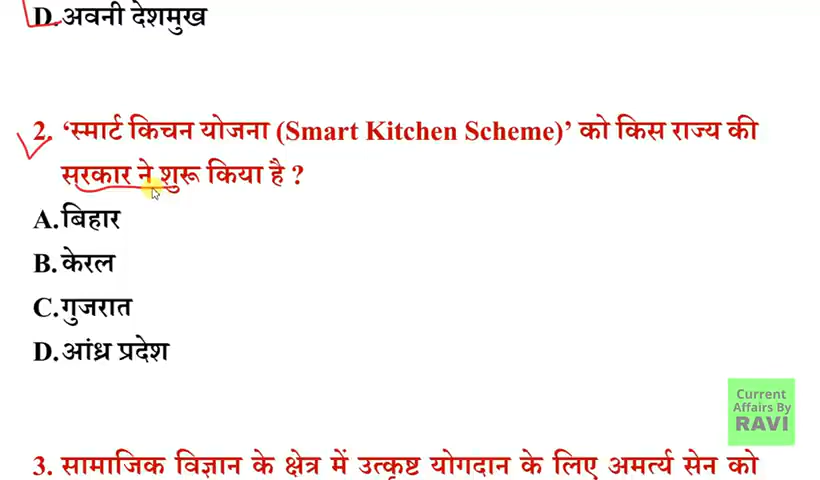 D. अवनी देशमुख
2. ‘स्मार्ट किचन योजना (Smart Kitchen Scheme)’ को किस राज्य की
सरकार ने शुरू किया है ?
A. बिहार
B. केरल
C. गुजरात
D. आंध्र प्रदेश
Current
Affairs By
RAVI
3. सामाजिक विज्ञान के क्षेत्र में उत्कृष्ट योगदान के लिए अमर्त्य सेन को